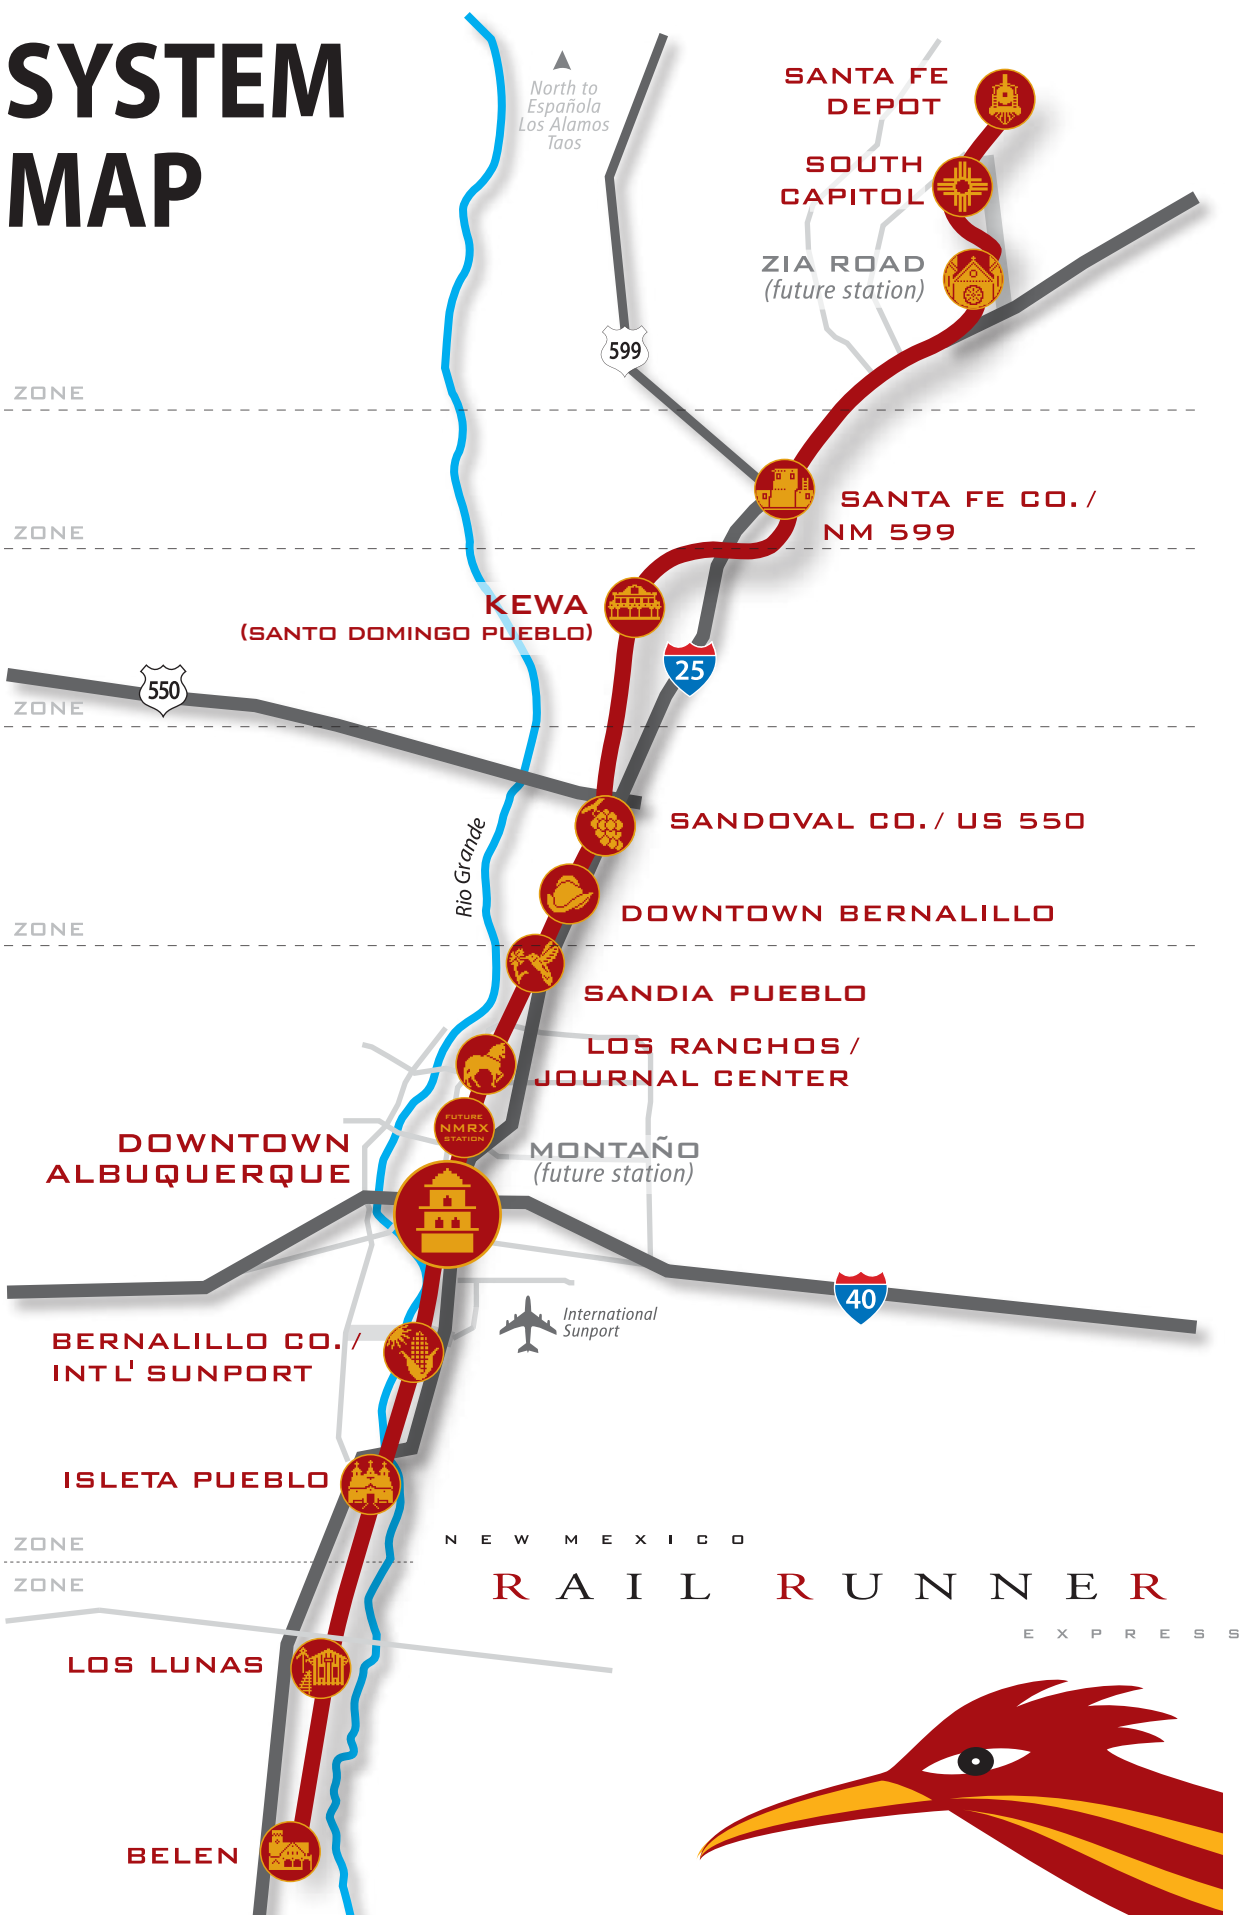 SYSTEM
MAP
North to
Española
Los Alamos
Taos
SANTA FE
DEPOT
SOUTH
CAPITOL
ZIA ROAD
(future station)
599
ZONE
SANTA FE CO. /
NM 599
ZONE
KEWA
(SANTO DOMINGO PUEBLO)
25
550
ZONE
SANDOVAL CO. / US 550
Rio Grande
DOWNTOWN BERNALILLO
ZONE
SANDIA PUEBLO
LOS RANCHOS /
JOURNAL CENTER
FUTURE
NMRX
STATION
MONTAÑO
(future station)
DOWNTOWN
ALBUQUERQUE
40
International
Sunport
BERNALILLO CO. /
INTL' SUNPORT
ISLETA PUEBLO
ZONE
ZONE
NEW MEXICO
RAIL RUNNER
EXPRESS
LOS LUNAS
BELEN